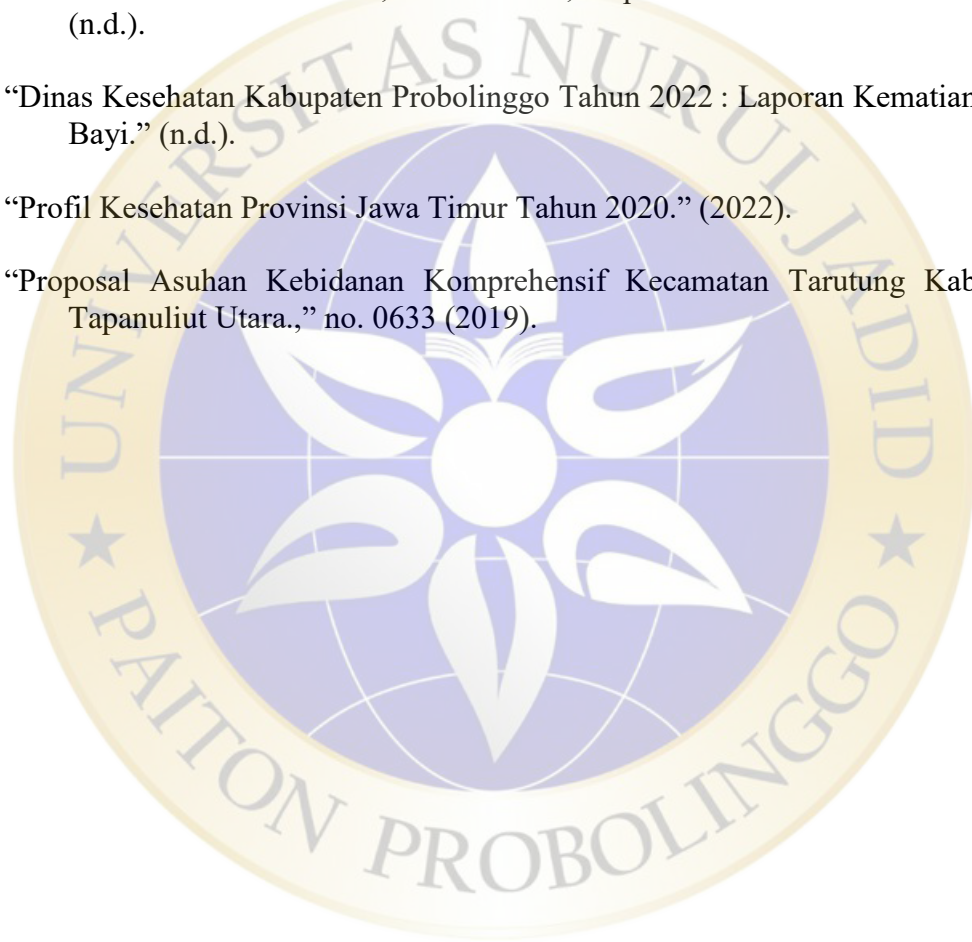 (n.d.).
“Dinas Kesehatan Kabupaten Probolinggo Tahun 2022 : Laporan Kematian
Bayi.” (n.d.).
“Profil Kesehatan Provinsi Jawa Timur Tahun 2020.” (2022).
“Proposal Asuhan Kebidanan Komprehensif Kecamatan Tarutung Kab
Tapanuliut Utara.,” no. 0633 (2019).
UNIVERSITAS NURUL JADID
PAITON PROBOLINGGO